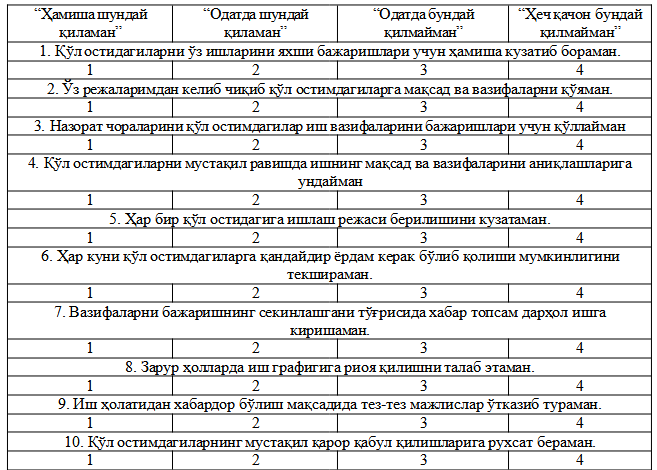 “Ҳамиша шундай қиламан” “Одатда шундай қиламан” “Одатда бундай қилмайман” “Ҳеч қачон бундай қилмайман”
1. Қўл остидагиларни ўз ишларини яхши бажаришлари учун ҳамиша кузатиб бораман.
1 2 3 4
2. Ўз режаларимдан келиб чиқиб қўл остимдагиларга мақсад ва вазифаларни қўяман.
1 2 3 4
3. Назорат чораларини қўл остимдагилар иш вазифаларини бажаришлари учун қўллайман
1 2 3 4
4. Қўл остимдагиларни мустақил равишда ишнинг мақсад ва вазифаларини аниқлашларига
ундайман
1 2 3 4
5. Ҳар бир қўл остидагига ишлаш режаси берилишини кузатаман.
1 2 3 4
6. Ҳар куни қўл остимдагиларга қандайдир ёрдам керак бўлиб қолиши мумкинлигини
текшираман.
1 2 3 4
7. Вазифаларни бажаришнинг секинлашгани тўғрисида хабар топсам дарҳол ишга
киришаман.
1 2 3 4
8. Зарур ҳолларда иш графигига риоя қилишни талаб этаман.
1 2 3 4
9. Иш ҳолатидан хабардор бўлиш мақсадида тез-тез мажлислар ўтказиб тураман.
1 2 3 4
10. Қўл остимдагиларнинг мустақил қарор қабул қилишларига рухсат бераман.
1 2 3 4